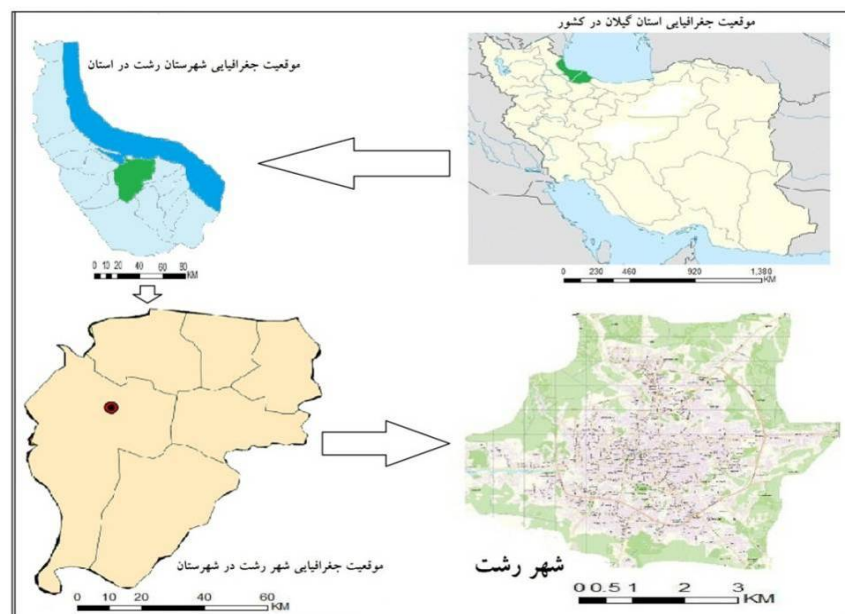 موقعیت جغرافیایی استان گیلان در کشور
0 230 460 920 1,380
KM
موقعیت جغرافیایی شهرستان رشت در استان
0 10 20 40 60 80
KM
موقعیت جغرافیایی شهر رشت در شهرستان
0 10 20 40 60
KM
شهر رشت
0 0.5 1 2 3
KM